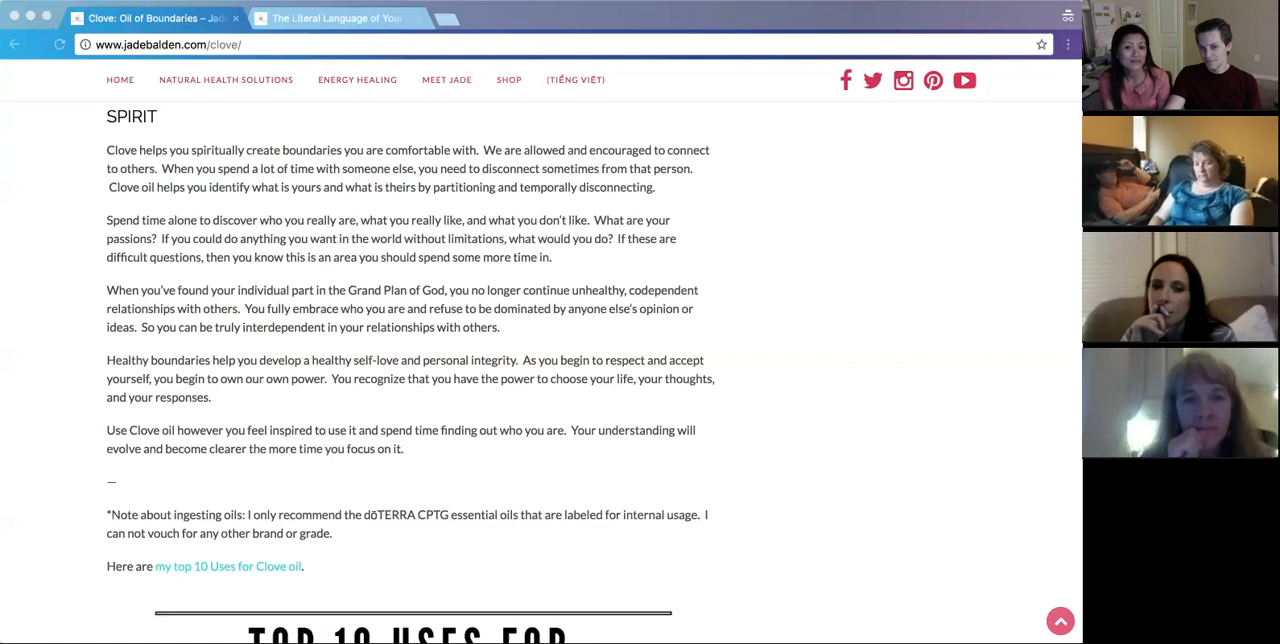 Clove: Oil of Boundaries – Jad
The Literal Language of Your
www.jadebalden.com/clove/
HOME NATURAL HEALTH SOLUTIONS ENERGY HEALING MEET JADE SHOP (TIẾNG VIỆT)
SPIRIT
Clove helps you spiritually create boundaries you are comfortable with.  We are allowed and encouraged to connect
to others.  When you spend a lot of time with someone else, you need to disconnect sometimes from that person.
Clove oil helps you identify what is yours and what is theirs by partitioning and temporally disconnecting.
Spend time alone to discover who you really are, what you really like, and what you don't like.  What are your
passions?  If you could do anything you want in the world without limitations, what would you do?  If these are
difficult questions, then you know this is an area you should spend some more time in.
When you've found your individual part in the Grand Plan of God, you no longer continue unhealthy, codependent
relationships with others.  You fully embrace who you are and refuse to be dominated by anyone else's opinion or
ideas.  So you can be truly interdependent in your relationships with others.
Healthy boundaries help you develop a healthy self-love and personal integrity.  As you begin to respect and accept
yourself, you begin to own our own power.  You recognize that you have the power to choose your life, your thoughts,
and your responses.
Use Clove oil however you feel inspired to use it and spend time finding out who you are.  Your understanding will
evolve and become clearer the more time you focus on it.
—
*Note about ingesting oils: I only recommend the dōTERRA CPTG essential oils that are labeled for internal usage.  I
can not vouch for any other brand or grade.
Here are my top 10 Uses for Clove oil.
TOP 10 USES FOR